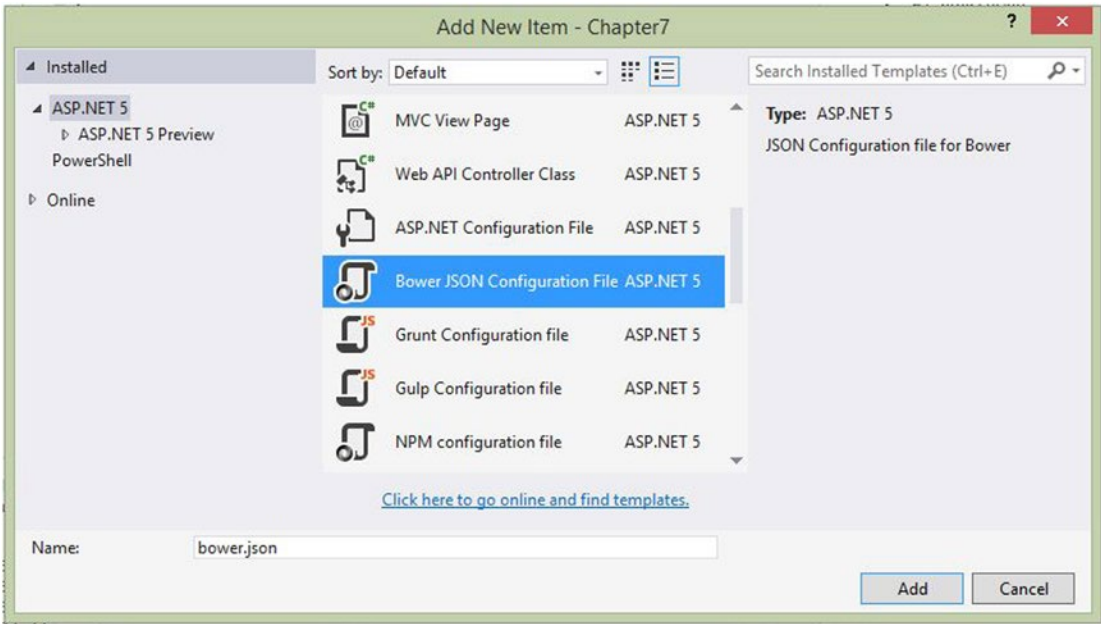 Add New Item - Chapter7
?
Installed
Sort by: Default
Search Installed Templates (Ctrl+E)
ASP.NET 5
ASP.NET 5 Preview
PowerShell
Online
MVC View Page ASP.NET 5
Web API Controller Class ASP.NET 5
ASP.NET Configuration File ASP.NET 5
Bower JSON Configuration File ASP.NET 5
Grunt Configuration file ASP.NET 5
Gulp Configuration file ASP.NET 5
NPM configuration file ASP.NET 5
Type: ASP.NET 5
JSON Configuration file for Bower
Click here to go online and find templates.
Name: bower.json
Add Cancel